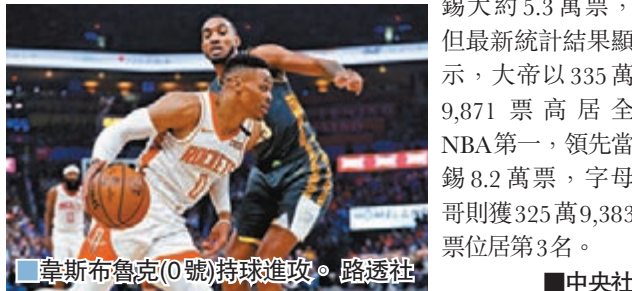 錫大約5.3萬票，
但最新統計結果顯
示，大帝以335萬
9,871票高居全
NBA第一，領先當
錫8.2萬票，字母
哥則獲325萬9,383
票位居第3名。
■中央社
ROCKETS
0
■韋斯布魯克(0號)持球進攻。 路透社